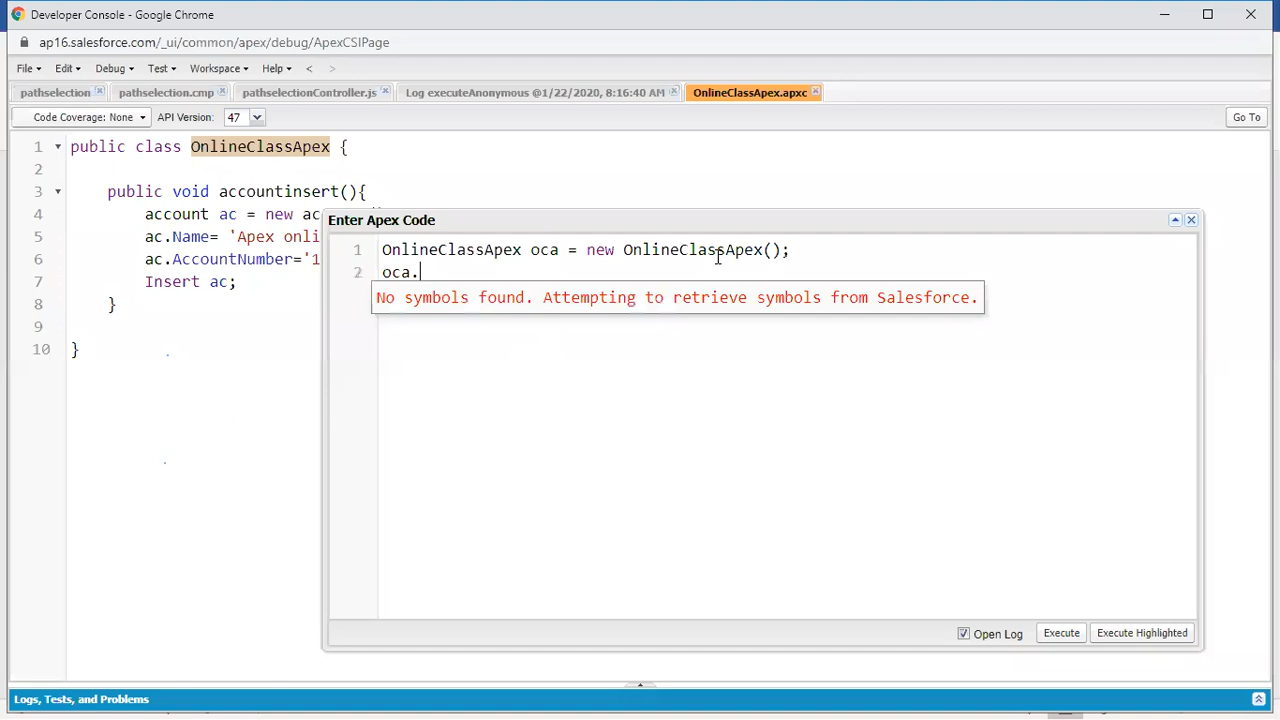 Developer Console - Google Chrome
ap16.salesforce.com/_ui/common/apex/debug/ApexCSIPage
File Edit Debug Test Workspace Help < >
pathselection pathselection.cmp pathselectionController.js Log executeAnonymous @1/22/2020, 8:16:40 AM OnlineClassApex.apxc
Code Coverage: None API Version: 47 Go To
1 public class OnlineClassApex {
2
3 public void accountinsert(){
4 account ac = new ac
5 ac.Name= 'Apex onli
6 ac.AccountNumber='1
7 Insert ac;
8 }
9
10 }
Enter Apex Code
1 OnlineClassApex oca = new OnlineClassApex();
2 oca.
No symbols found. Attempting to retrieve symbols from Salesforce.
Open Log Execute Execute Highlighted
Logs, Tests, and Problems